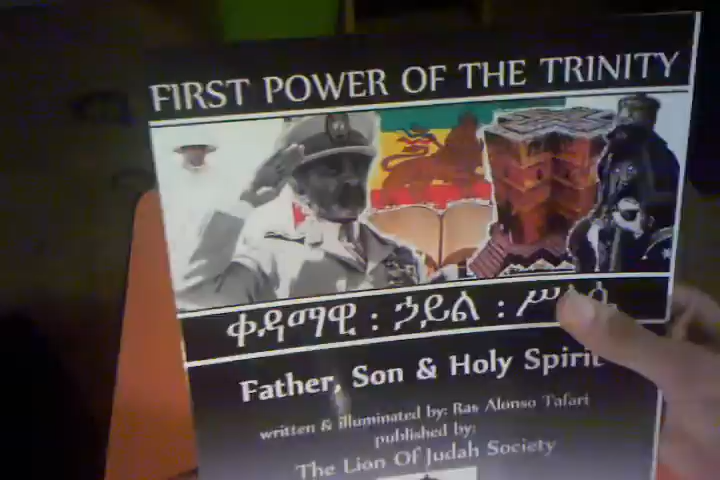 FIRST POWER OF THE TRINITY
ቀዳማዊ : ኃይል :
Father, Son & Holy Spirit
written & illuminated by: Ras Alonso Tafari
published by:
The Lion Of Judah Society